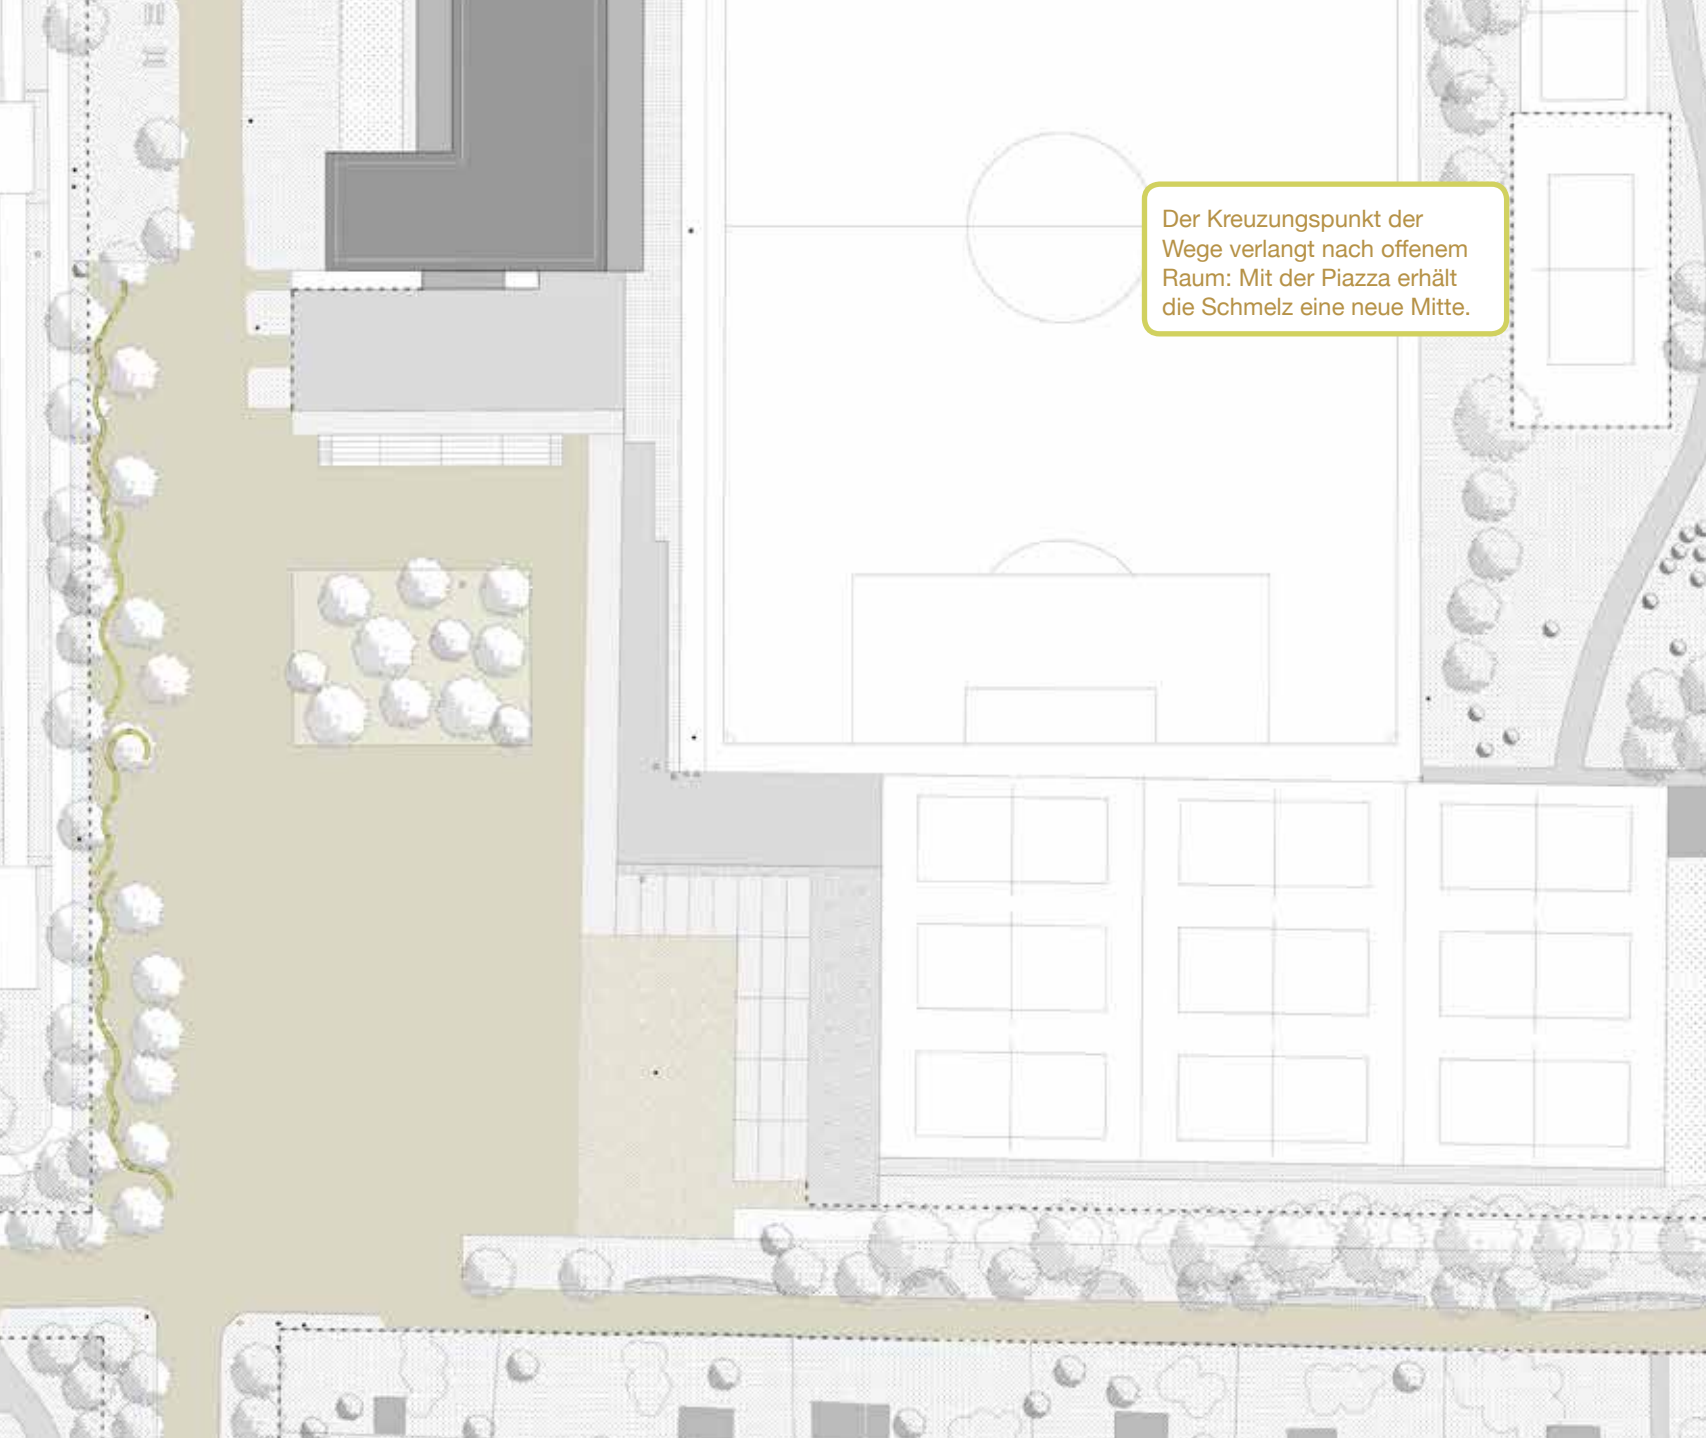 Der Kreuzungspunkt der
Wege verlangt nach offenem
Raum: Mit der Piazza erhält
die Schmelz eine neue Mitte.